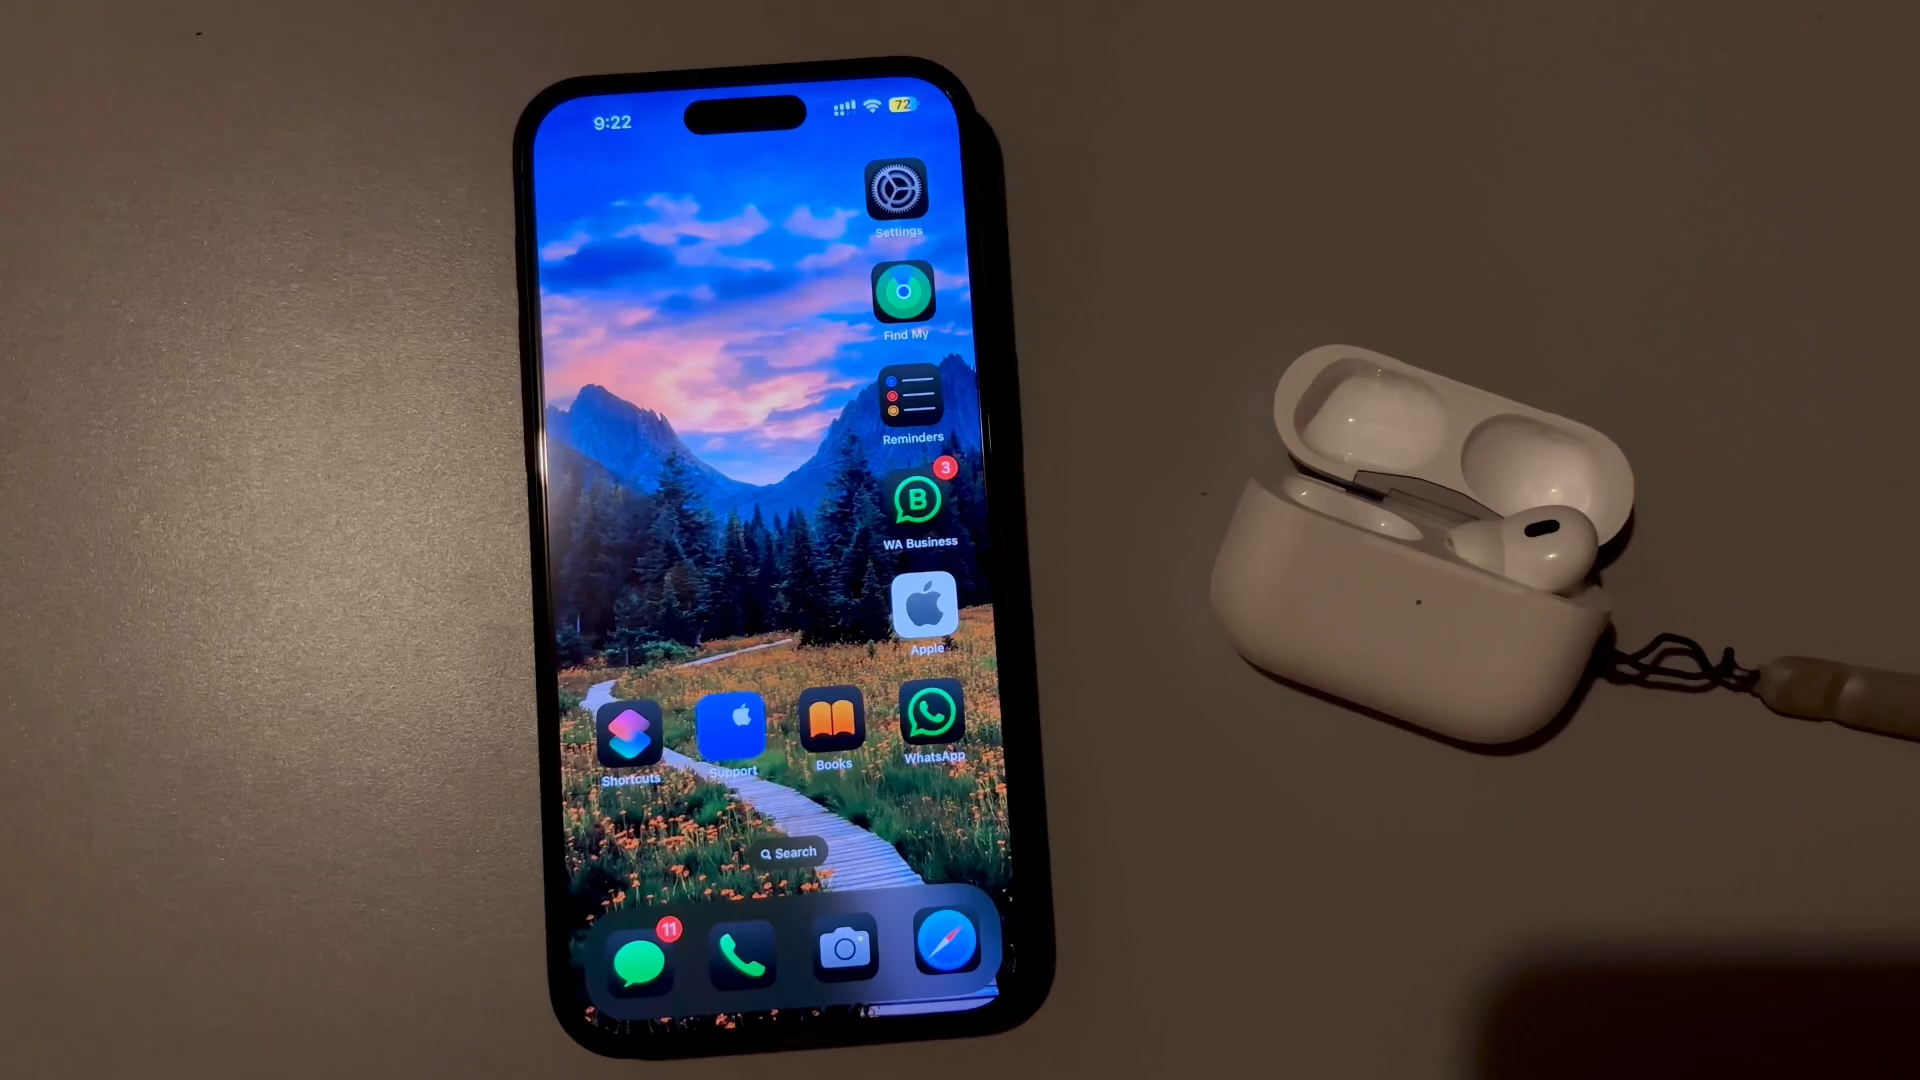 9:22
72
Settings
Find My
Reminders
3
B
WA Business
Apple
Shortcuts
Support
Books
WhatsApp
Search
11